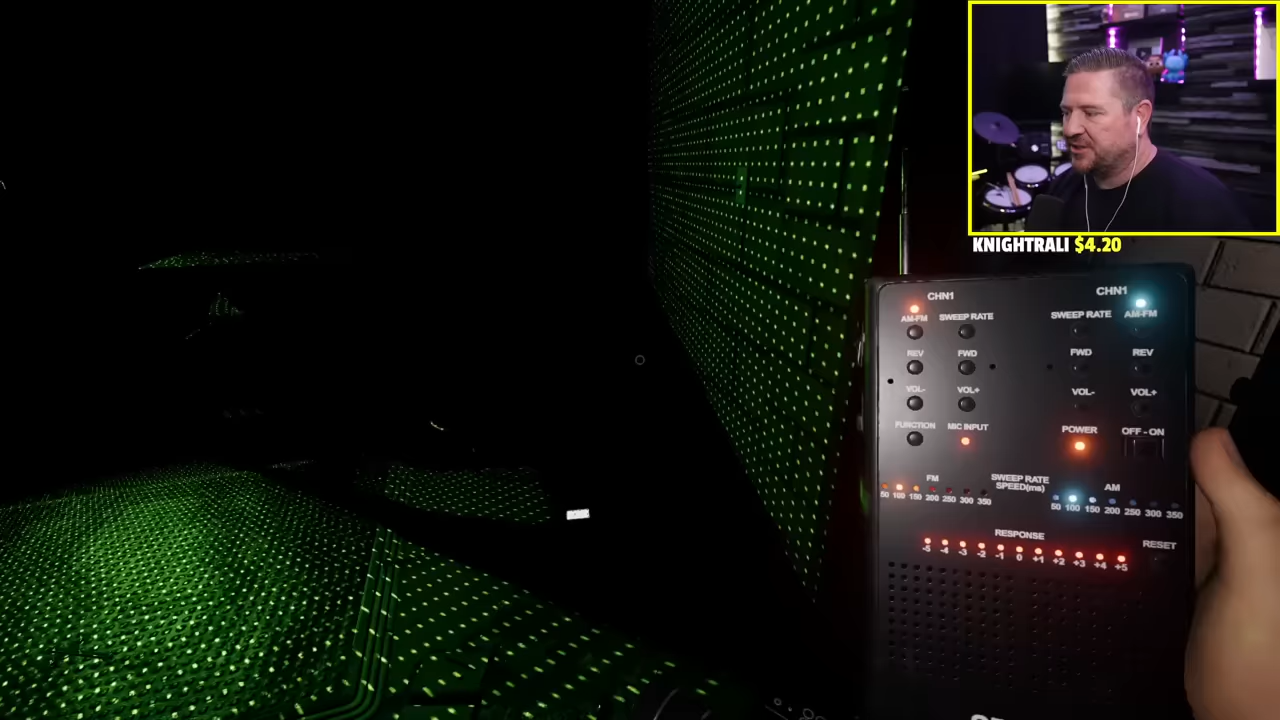 KNIGHTRALI $4.20
CHN1 CHN1
AM-FM SWEEP RATE SWEEP RATE AM-FM
REV FWD FWD REV
VOL- VOL+ VOL- VOL+
FUNCTION MIC INPUT POWER OFF - ON
FM SWEEP RATE AM
SPEED(ms)
50 100 150 200 250 300 350 50 100 150 200 250 300 350
RESPONSE RESET
-5 -4 -3 -2 -1 0 +1 +2 +3 +4 +5